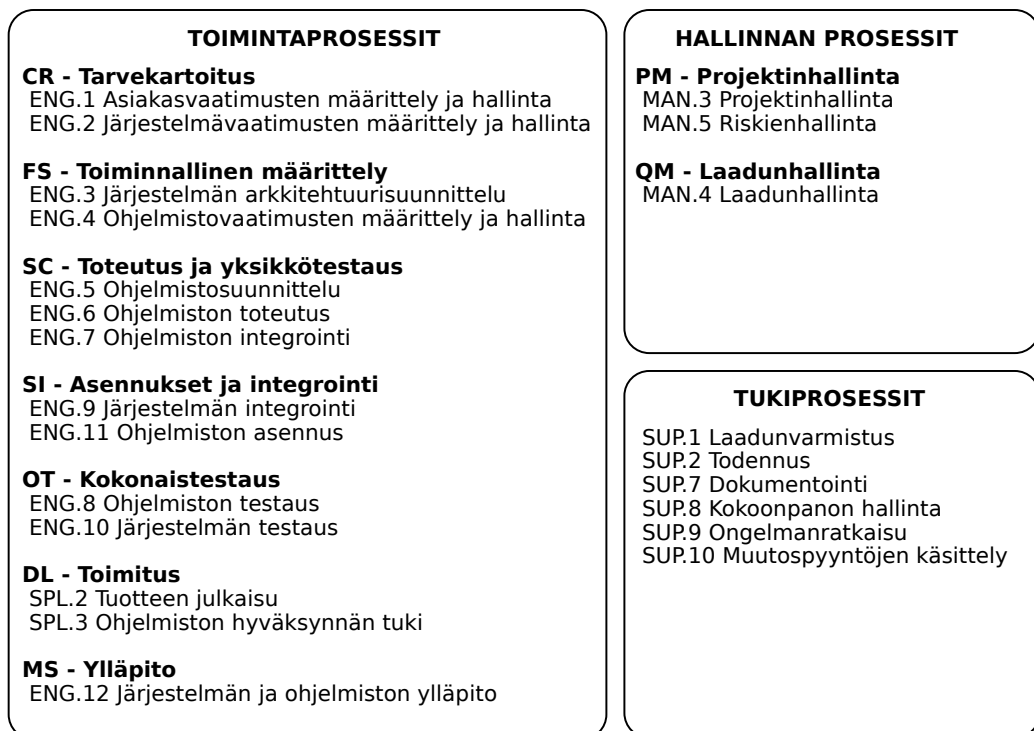 TOIMINTAPROSESSIT
CR - Tarvekartoitus
ENG.1 Asiakasvaatimusten määrittely ja hallinta
ENG.2 Järjestelmävaatimusten määrittely ja hallinta
FS - Toiminnallinen määrittely
ENG.3 Järjestelmän arkkitehtuurisuunnittelu
ENG.4 Ohjelmistovaatimusten määrittely ja hallinta
SC - Toteutus ja yksikkötestaus
ENG.5 Ohjelmistosuunnittelu
ENG.6 Ohjelmiston toteutus
ENG.7 Ohjelmiston integrointi
SI - Asennukset ja integrointi
ENG.9 Järjestelmän integrointi
ENG.11 Ohjelmiston asennus
OT - Kokonaistestaus
ENG.8 Ohjelmiston testaus
ENG.10 Järjestelmän testaus
DL - Toimitus
SPL.2 Tuotteen julkaisu
SPL.3 Ohjelmiston hyväksynnän tuki
MS - Ylläpito
ENG.12 Järjestelmän ja ohjelmiston ylläpito
HALLINNAN PROSESSIT
PM - Projektinhallinta
MAN.3 Projektinhallinta
MAN.5 Riskienhallinta
QM - Laadunhallinta
MAN.4 Laadunhallinta
TUKIPROSESSIT
SUP.1 Laadunvarmistus
SUP.2 Todennus
SUP.7 Dokumentointi
SUP.8 Kokoonpanon hallinta
SUP.9 Ongelmanratkaisu
SUP.10 Muutospyyntöjen käsittely